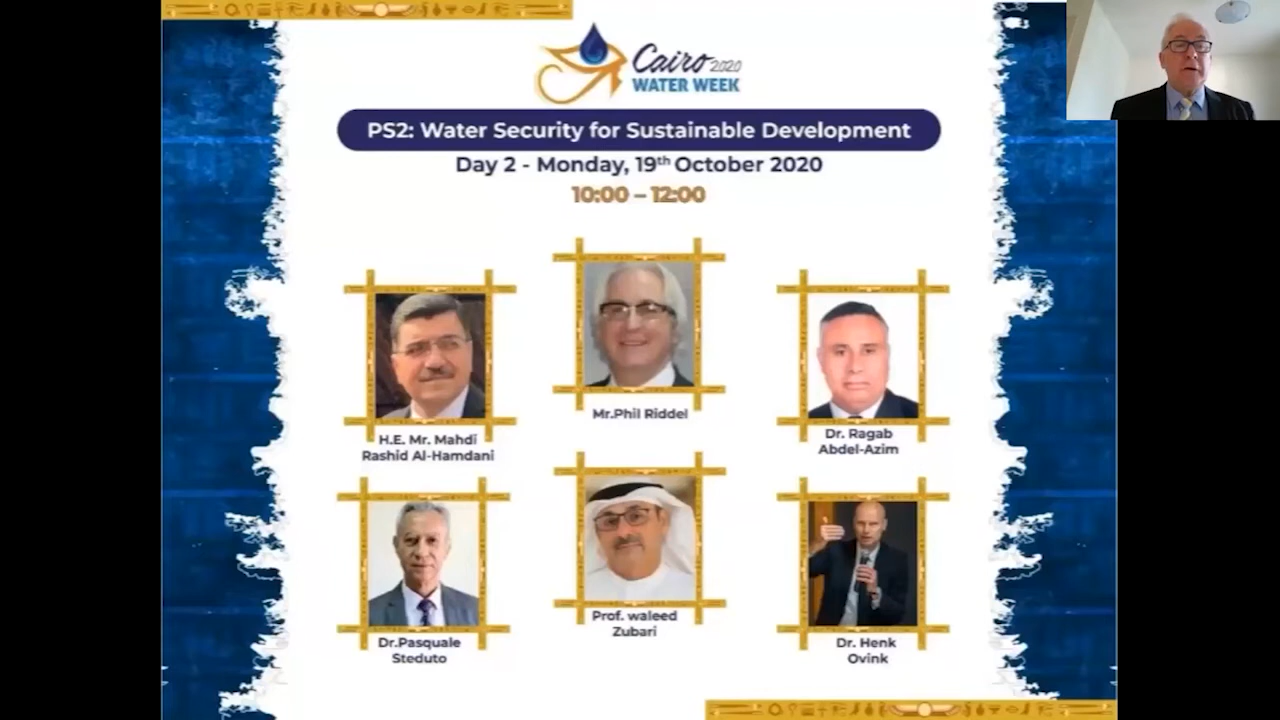 Cairo 2020
WATER WEEK
PS2: Water Security for Sustainable Development
Day 2 - Monday, 19th October 2020
10:00 – 12:00
Mr.Phil Riddel
H.E. Mr. Mahdi
Rashid Al-Hamdani
Dr. Ragab
Abdel-Azim
Prof. waleed
Zubari
Dr.Pasquale
Steduto
Dr. Henk
Ovink